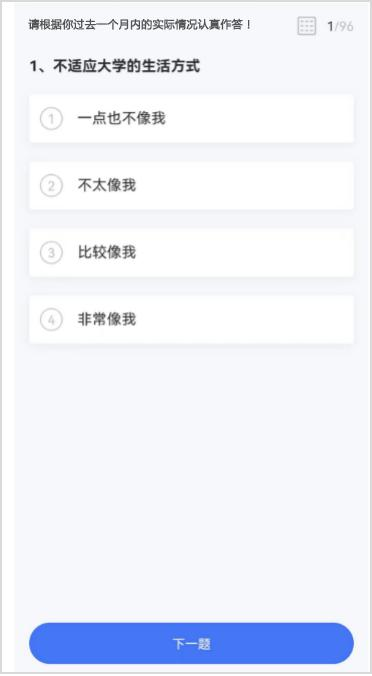 请根据你过去一个月内的实际情况认真作答！ 1/96
1、不适应大学的生活方式
1 一点也不像我
2 不太像我
3 比较像我
4 非常像我
下一题